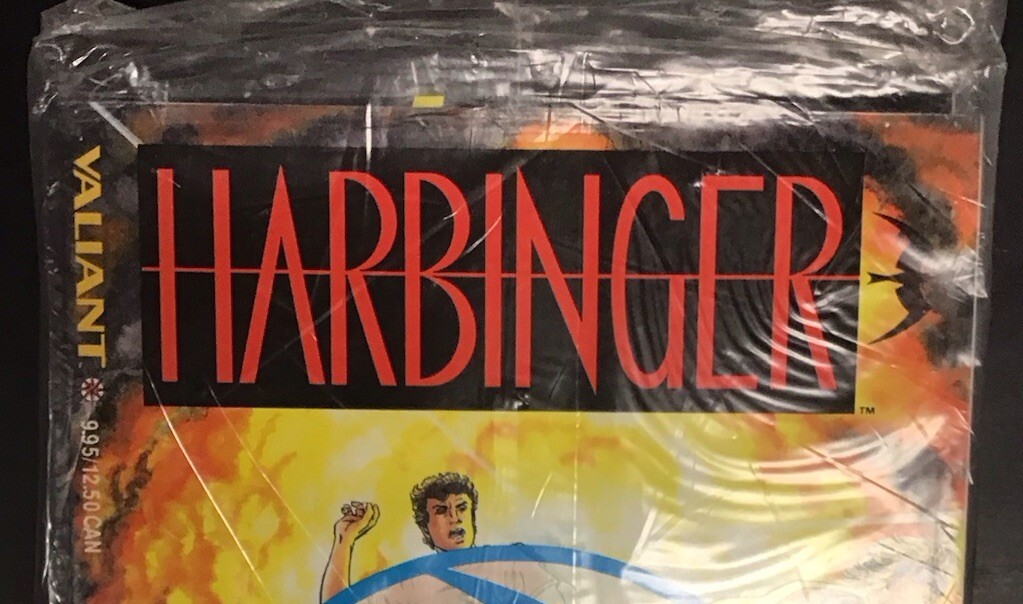 HARBINGER
TM
VALIANT
9.95/12.50 CAN